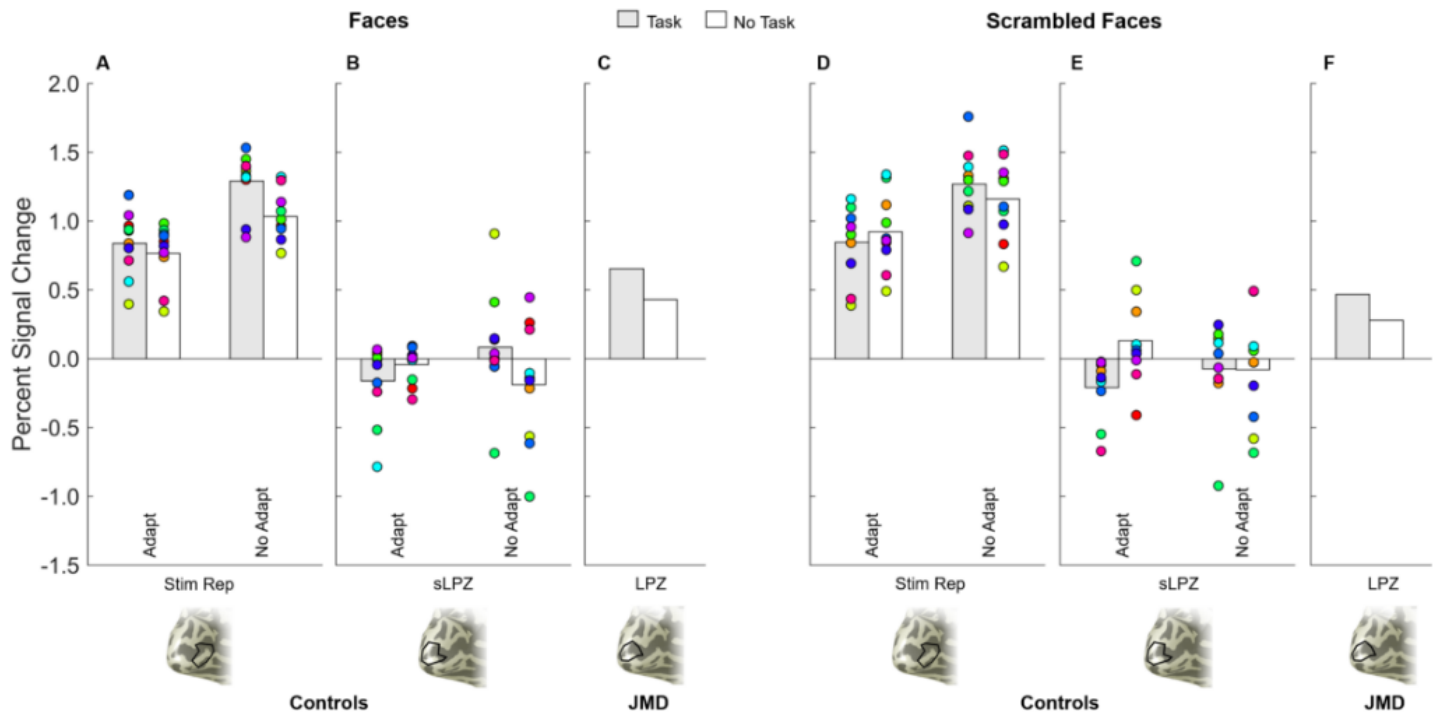 Faces
Task
No Task
Scrambled Faces
A
B
C
D
E
F
Percent Signal Change
2.0
1.5
1.0
0.5
0.0
-0.5
-1.0
-1.5
Adapt
No Adapt
Adapt
No Adapt
Adapt
No Adapt
Adapt
No Adapt
Stim Rep
sLPZ
LPZ
Stim Rep
sLPZ
LPZ
Controls
JMD
Controls
JMD